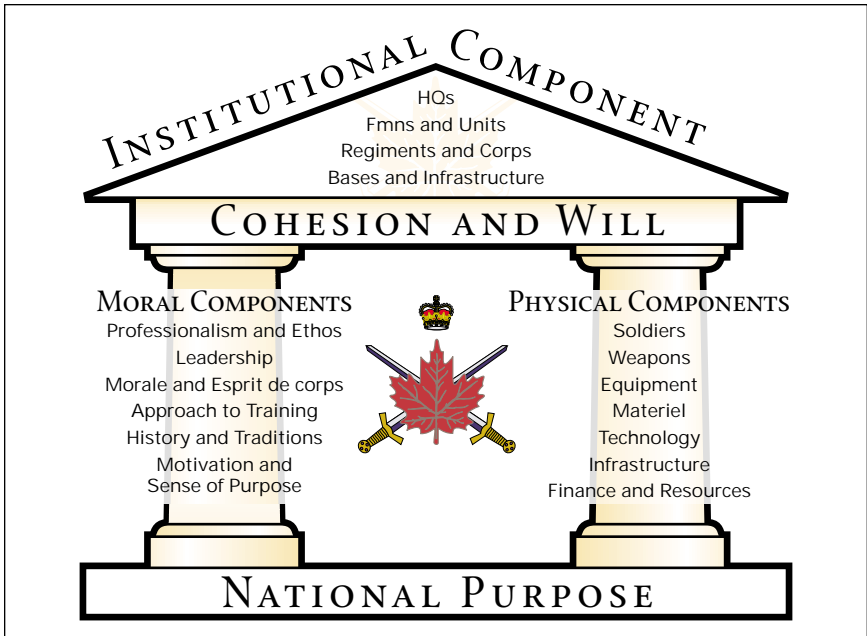 INSTITUTIONAL COMPONENT
HQs
Fmns and Units
Regiments and Corps
Bases and Infrastructure
COHESION AND WILL
MORAL COMPONENTS
Professionalism and Ethos
Leadership
Morale and Esprit de corps
Approach to Training
History and Traditions
Motivation and
Sense of Purpose
PHYSICAL COMPONENTS
Soldiers
Weapons
Equipment
Materiel
Technology
Infrastructure
Finance and Resources
NATIONAL PURPOSE